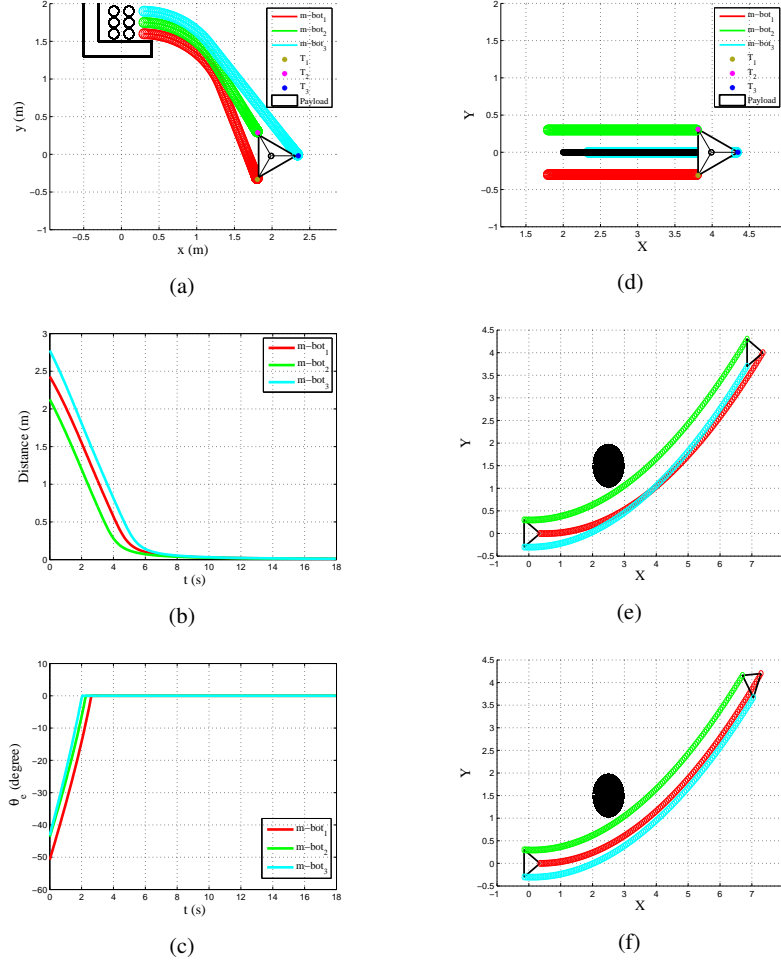 2
1.5
1
0.5
0
−0.5
−1
y (m)
−0.5 0 0.5 1 1.5 2 2.5
x (m)
m−bot1
m−bot2
m−bot3
T1
T2
T3
Payload
(a)
2
1.5
1
0.5
0
−0.5
−1
Y
1.5 2 2.5 3 3.5 4 4.5
X
m−bot1
m−bot2
m−bot3
T1
T2
T3
Payload
(d)
3
2.5
2
1.5
1
0.5
0
Distance (m)
0 2 4 6 8 10 12 14 16 18
t (s)
m−bot1
m−bot2
m−bot3
(b)
4.5
4
3.5
3
2.5
2
1.5
1
0.5
0
−0.5
Y
−1 0 1 2 3 4 5 6 7
X
(e)
10
0
−10
−20
−30
−40
−50
−60
θe (degree)
0 2 4 6 8 10 12 14 16 18
t (s)
m−bot1
m−bot2
m−bot3
(c)
4.5
4
3.5
3
2.5
2
1.5
1
0.5
0
−0.5
Y
−1 0 1 2 3 4 5 6 7
X
(f)